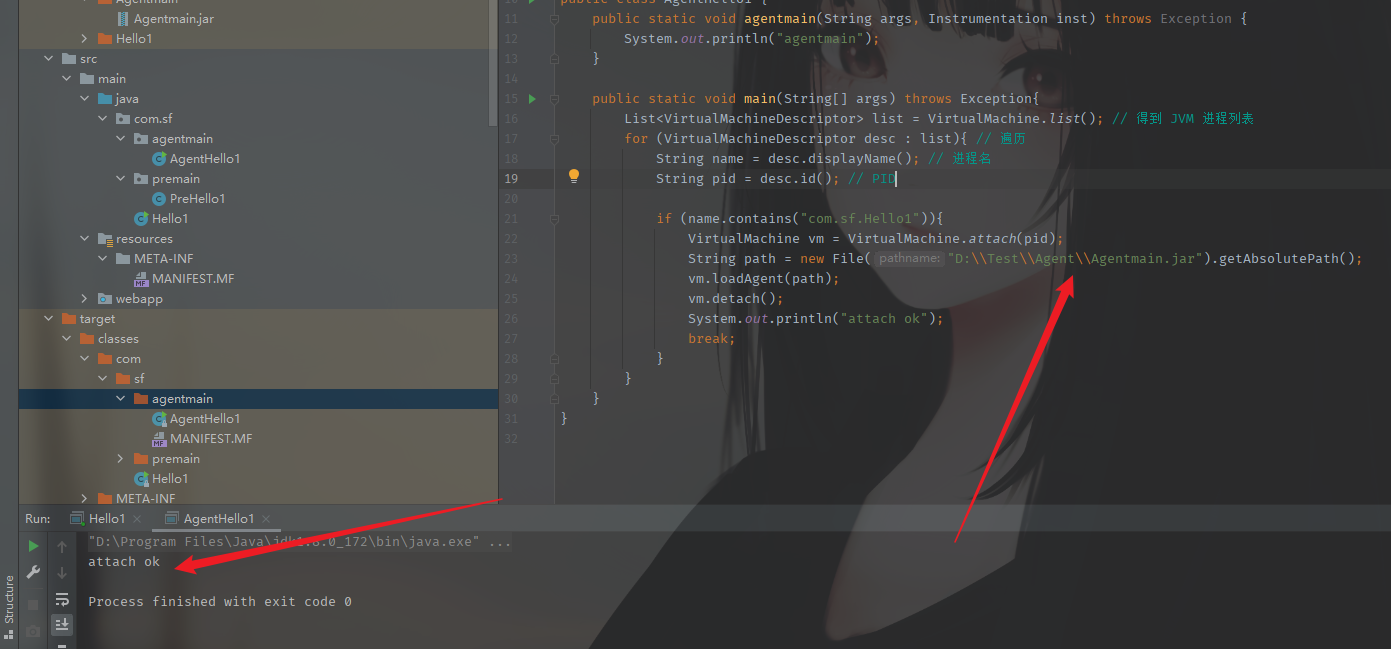 Agentmain
Agentmain.jar
Hello1
src
main
java
com.sf
agentmain
AgentHello1
premain
PreHello1
Hello1
resources
META-INF
MANIFEST.MF
webapp
target
classes
com
sf
agentmain
AgentHello1
MANIFEST.MF
premain
Hello1
META-INF
10 public class AgentHello1 {
11 public static void agentmain(String args, Instrumentation inst) throws Exception {
12 System.out.println("agentmain");
13 }
14
15 public static void main(String[] args) throws Exception{
16 List<VirtualMachineDescriptor> list = VirtualMachine.list(); // 得到 JVM 进程列表
17 for (VirtualMachineDescriptor desc : list){ // 遍历
18 String name = desc.displayName(); // 进程名
19 String pid = desc.id(); // PID
20
21 if (name.contains("com.sf.Hello1")){
22 VirtualMachine vm = VirtualMachine.attach(pid);
23 String path = new File( pathname: "D:\\Test\\Agent\\Agentmain.jar").getAbsolutePath();
24 vm.loadAgent(path);
25 vm.detach();
26 System.out.println("attach ok");
27 break;
28 }
29 }
30 }
31 }
32
Run: Hello1 × AgentHello1 ×
"D:\Program Files\Java\jdk1.8.0_172\bin\java.exe" ...
attach ok
Process finished with exit code 0
Structure